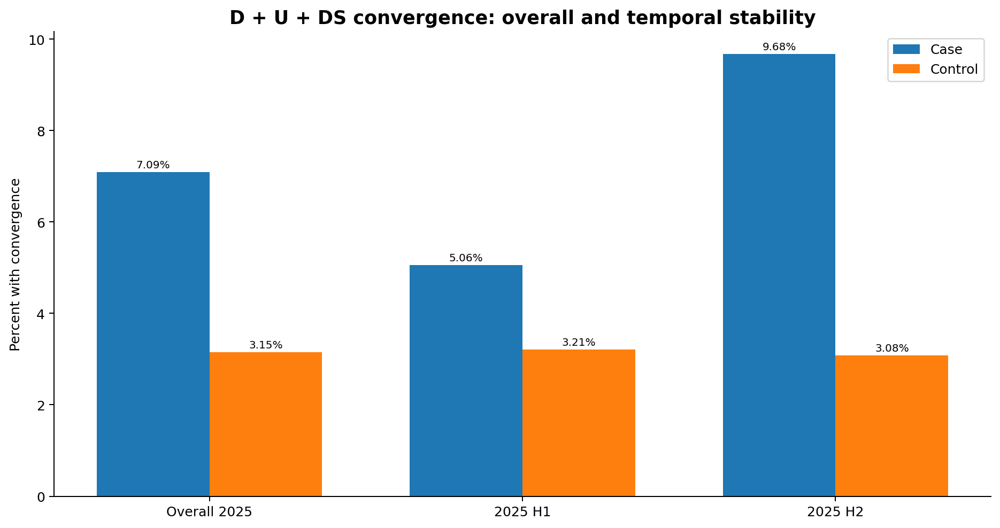 D + U + DS convergence: overall and temporal stability
Percent with convergence
10
8
6
4
2
0
7.09%
3.15%
5.06%
3.21%
9.68%
3.08%
Case
Control
Overall 2025
2025 H1
2025 H2